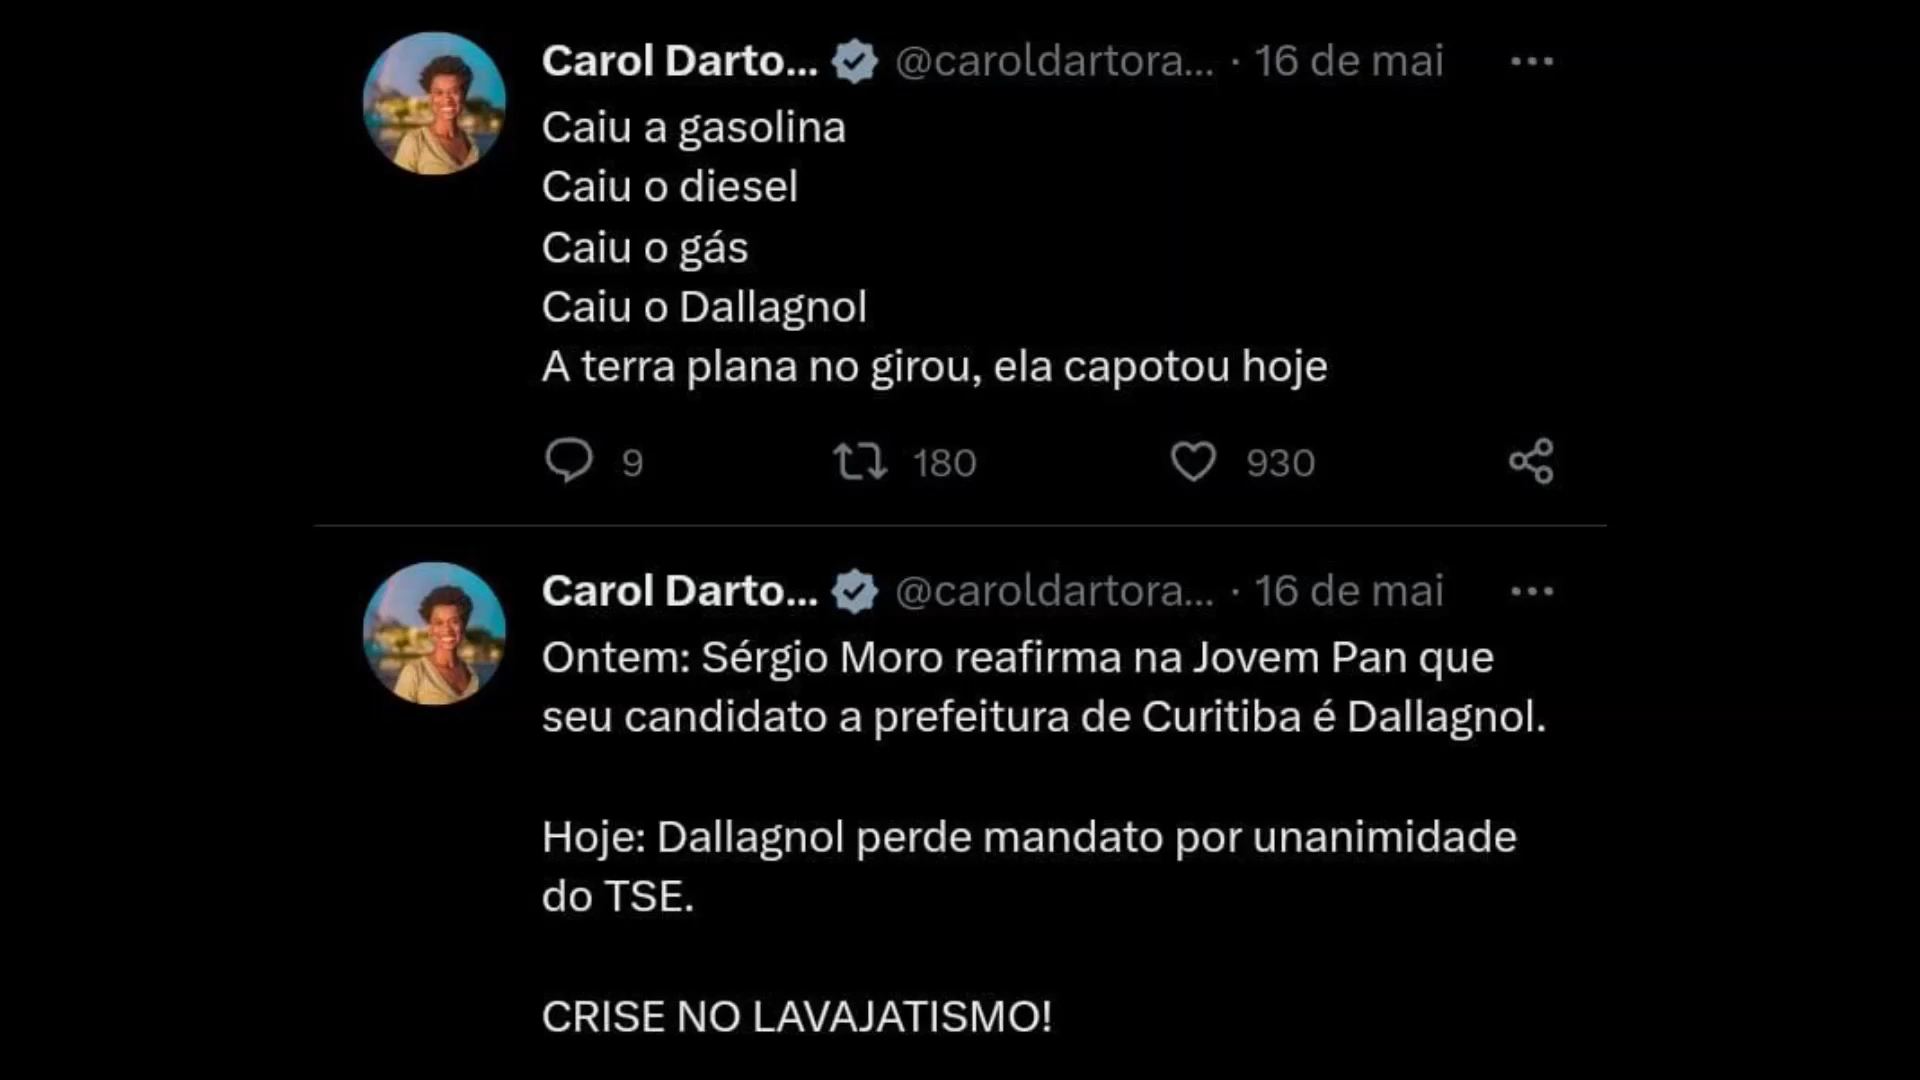 Carol Darto... @caroldartora... · 16 de mai
Caiu a gasolina
Caiu o diesel
Caiu o gás
Caiu o Dallagnol
A terra plana no girou, ela capotou hoje
9 180 930
Carol Darto... @caroldartora... · 16 de mai
Ontem: Sérgio Moro reafirma na Jovem Pan que
seu candidato a prefeitura de Curitiba é Dallagnol.
Hoje: Dallagnol perde mandato por unanimidade
do TSE.
CRISE NO LAVAJATISMO!